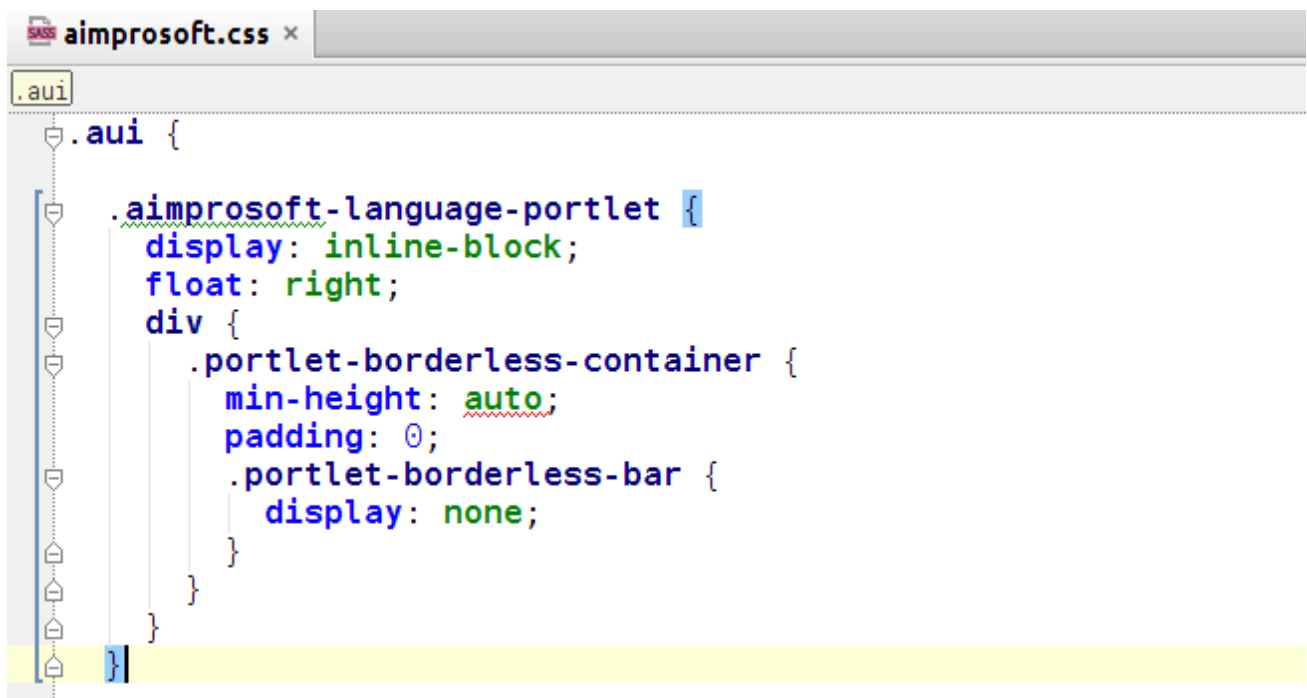 SASS aimprosoft.css ×
.aui
.aui {
.aimprosoft-language-portlet {
display: inline-block;
float: right;
div {
.portlet-borderless-container {
min-height: auto;
padding: 0;
.portlet-borderless-bar {
display: none;
}
}
}
}